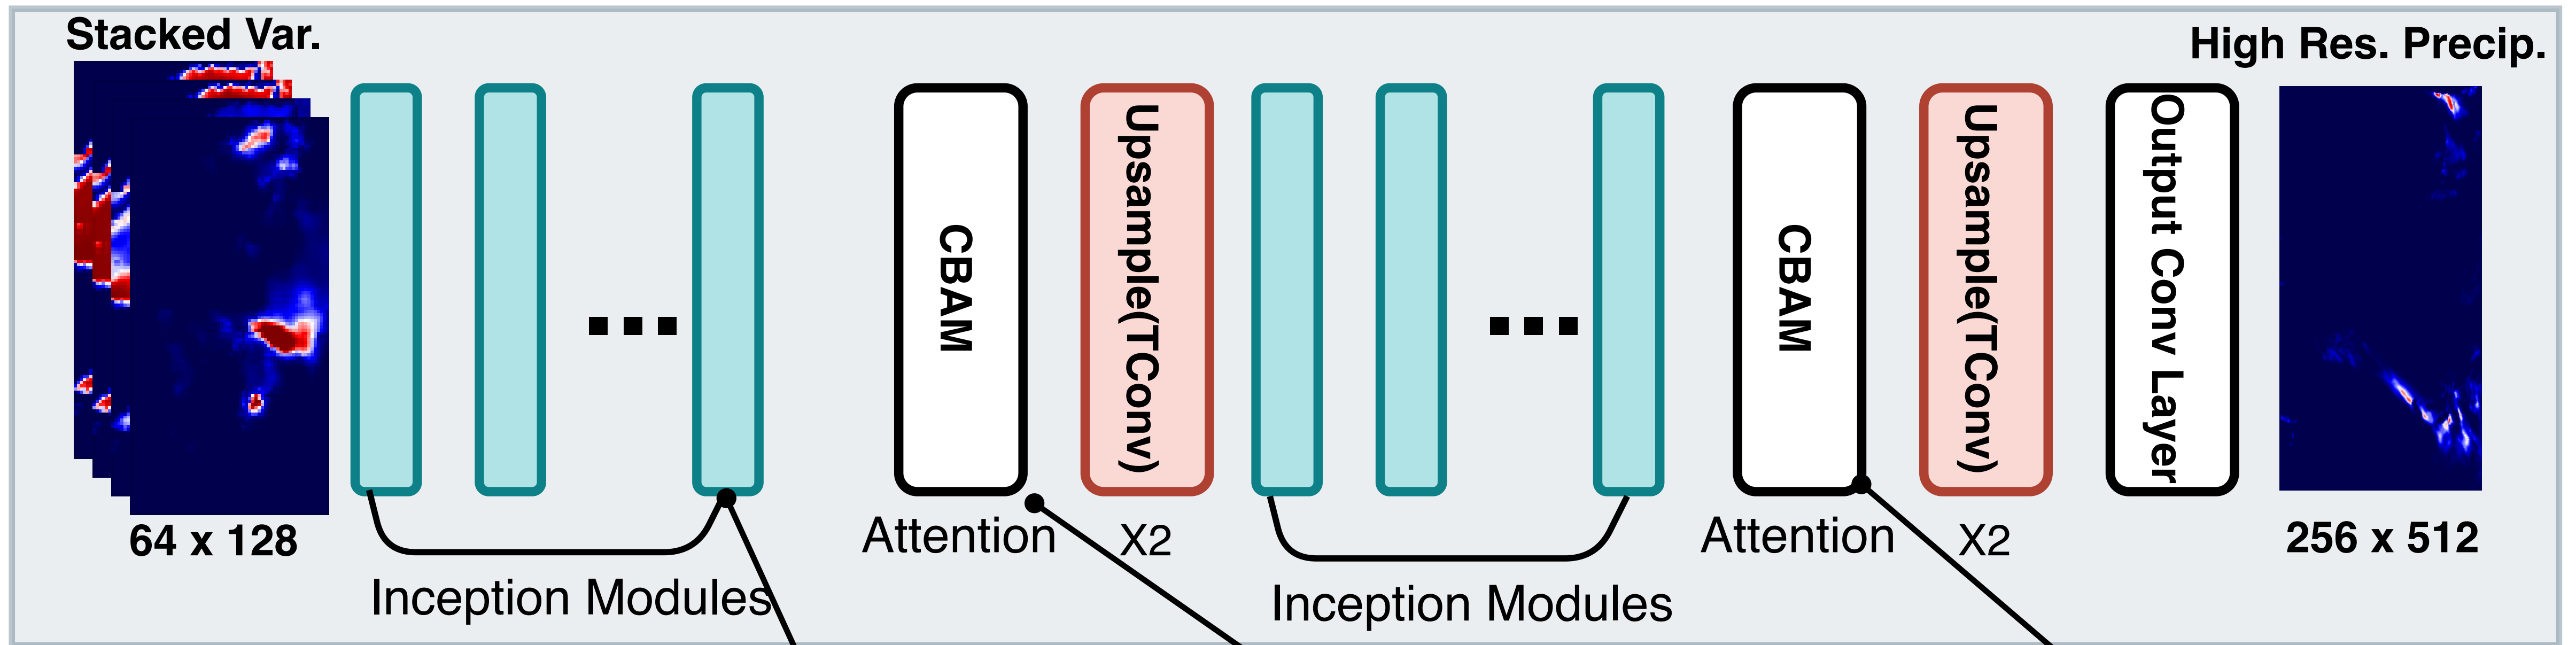 Stacked Var.
High Res. Precip.
CBAM
Upsample(TConv)
CBAM
Upsample(TConv)
Output Conv Layer
64 x 128
Attention
X2
Attention
X2
256 x 512
Inception Modules
Inception Modules